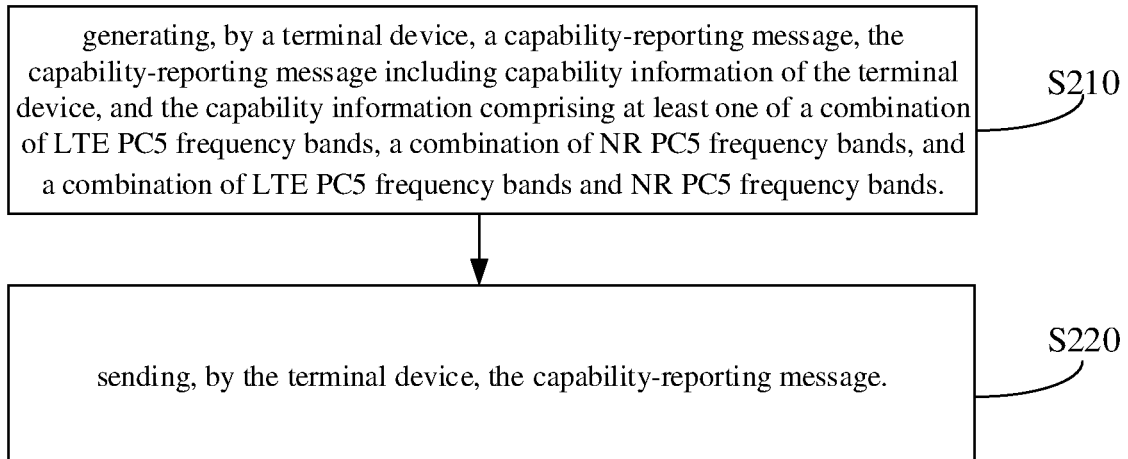 generating, by a terminal device, a capability-reporting message, the
capability-reporting message including capability information of the terminal
device, and the capability information comprising at least one of a combination
of LTE PC5 frequency bands, a combination of NR PC5 frequency bands, and
a combination of LTE PC5 frequency bands and NR PC5 frequency bands.
S210
sending, by the terminal device, the capability-reporting message.
S220